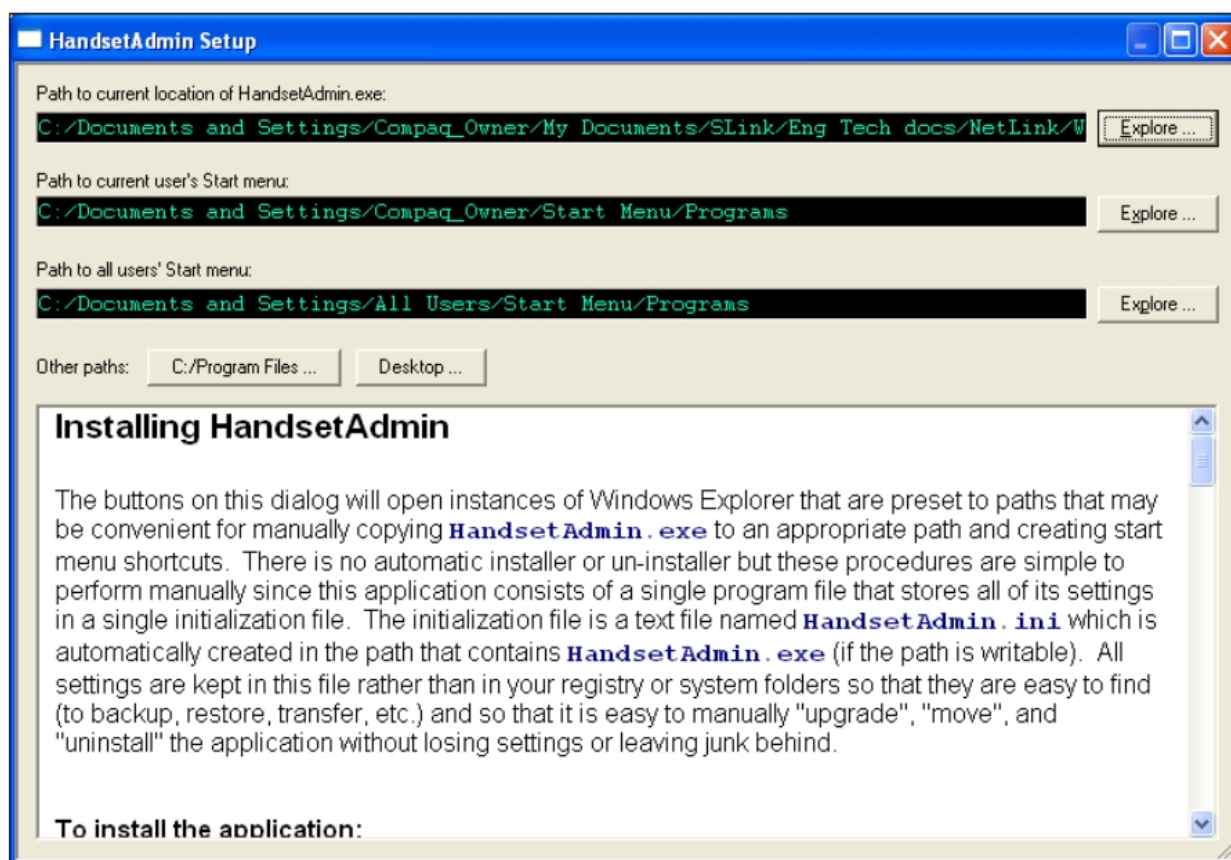 HandsetAdmin Setup
Path to current location of HandsetAdmin.exe:
C:/Documents and Settings/Compaq_Owner/My Documents/SLink/Eng Tech docs/NetLink/W
Explore ...
Path to current user's Start menu:
C:/Documents and Settings/Compaq_Owner/Start Menu/Programs
Explore ...
Path to all users' Start menu:
C:/Documents and Settings/All Users/Start Menu/Programs
Explore ...
Other paths: C:/Program Files ... Desktop ...
Installing HandsetAdmin
The buttons on this dialog will open instances of Windows Explorer that are preset to paths that may
be convenient for manually copying HandsetAdmin.exe to an appropriate path and creating start
menu shortcuts. There is no automatic installer or un-installer but these procedures are simple to
perform manually since this application consists of a single program file that stores all of its settings
in a single initialization file. The initialization file is a text file named HandsetAdmin.ini which is
automatically created in the path that contains HandsetAdmin.exe (if the path is writable). All
settings are kept in this file rather than in your registry or system folders so that they are easy to find
(to backup, restore, transfer, etc.) and so that it is easy to manually "upgrade", "move", and
"uninstall" the application without losing settings or leaving junk behind.
To install the application: